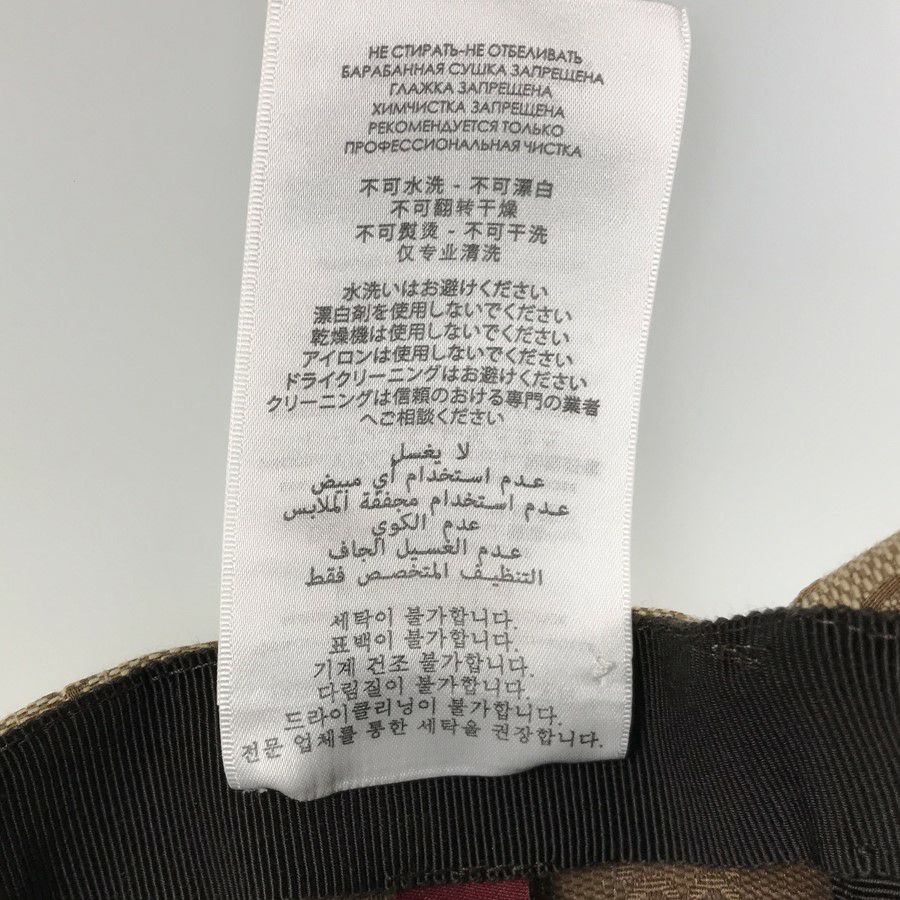 НЕ СТИРАТЬ-НЕ ОТБЕЛИВАТЬ
БАРАБАННАЯ СУШКА ЗАПРЕЩЕНА
ГЛАЖКА ЗАПРЕЩЕНА
ХИМЧИСТКА ЗАПРЕЩЕНА
РЕКОМЕНДУЕТСЯ ТОЛЬКО
ПРОФЕССИОНАЛЬНАЯ ЧИСТКА
不可水洗 - 不可漂白
不可翻转干燥
不可熨烫 - 不可干洗
仅专业清洗
水洗いはお避けください
漂白剤を使用しないでください
乾燥機は使用しないでください
アイロンは使用しないでください
ドライクリーニングはお避けください
クリーニングは信頼のおける専門の業者
へご相談ください
لا يغسل
عدم استخدام أي مبيض
عدم استخدام مجففة الملابس
عدم الكوي
عدم الغسيل الجاف
التنظيف المتخصص فقط
세탁이 불가합니다.
표백이 불가합니다.
기계 건조 불가합니다.
다림질이 불가합니다.
드라이클리닝이 불가합니다.
전문 업체를 통한 세탁을 권장합니다.